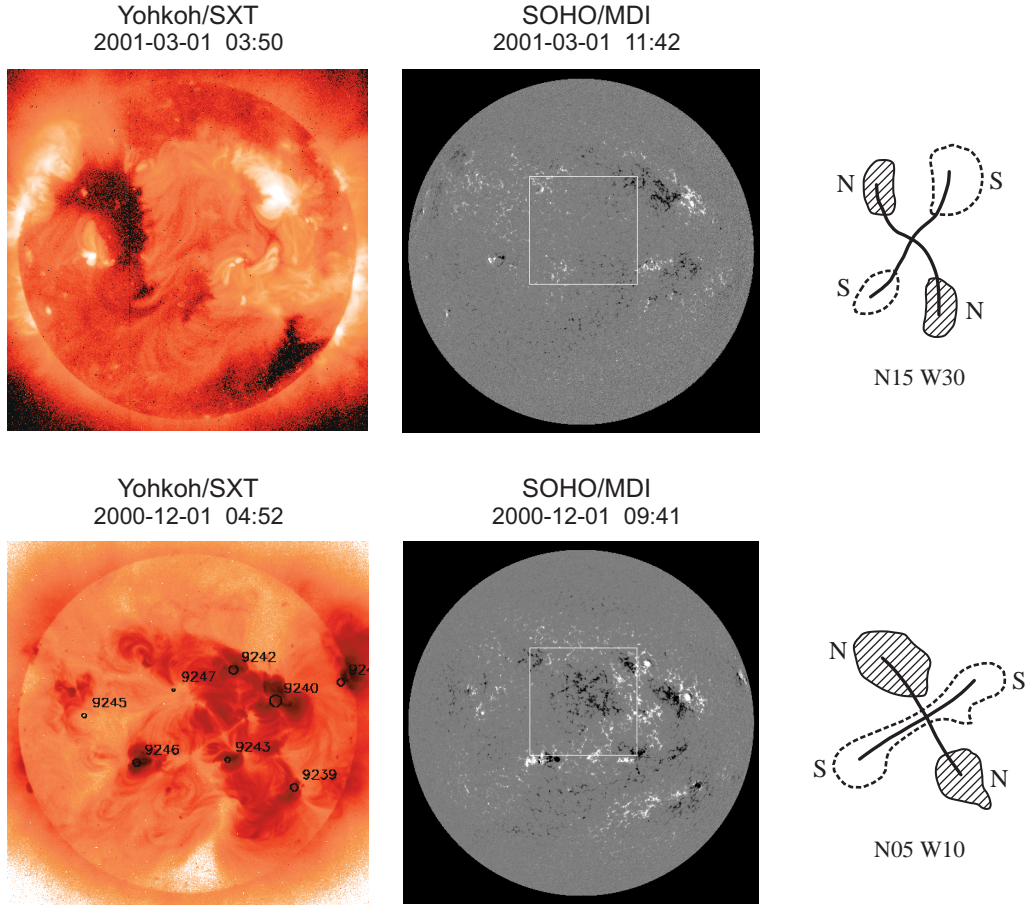 Yohkoh/SXT
2001-03-01 03:50
SOHO/MDI
2001-03-01 11:42
N
S
S
N
N15 W30
Yohkoh/SXT
2000-12-01 04:52
SOHO/MDI
2000-12-01 09:41
9242
9247
924
9240
9245
9246
9243
9239
N
S
S
N
N05 W10